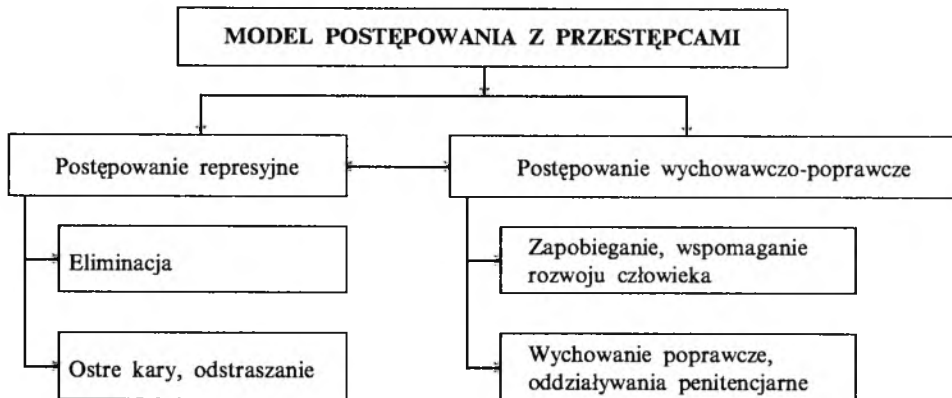 MODEL POSTĘPOWANIA Z PRZESTĘPCAMI
Postępowanie represyjne
Postępowanie wychowawczo-poprawcze
Eliminacja
Zapobieganie, wspomaganie
rozwoju człowieka
Ostre kary, odstraszanie
Wychowanie poprawcze,
oddziaływania penitencjarne